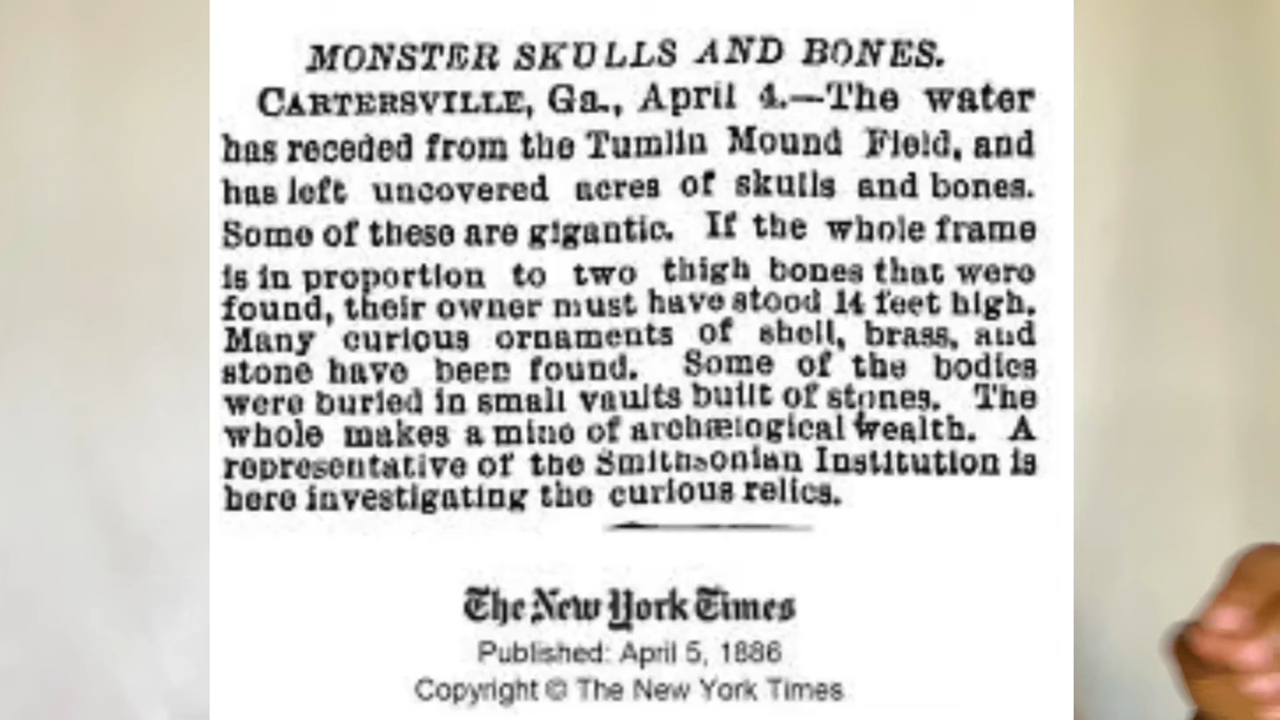 MONSTER SKULLS AND BONES.
CARTERSVILLE, Ga., April 4.—The water
has receded from the Tumlin Mound Field, and
has left uncovered acres of skulls and bones.
Some of these are gigantic. If the whole frame
is in proportion to two thigh bones that were
found, their owner must have stood 14 feet high.
Many curious ornaments of shell, brass, and
stone have been found. Some of the bodies
were buried in small vaults built of stones. The
whole makes a mine of archæological wealth. A
representative of the Smithsonian Institution is
here investigating the curious relics.
The New York Times
Published: April 5, 1886
Copyright © The New York Times